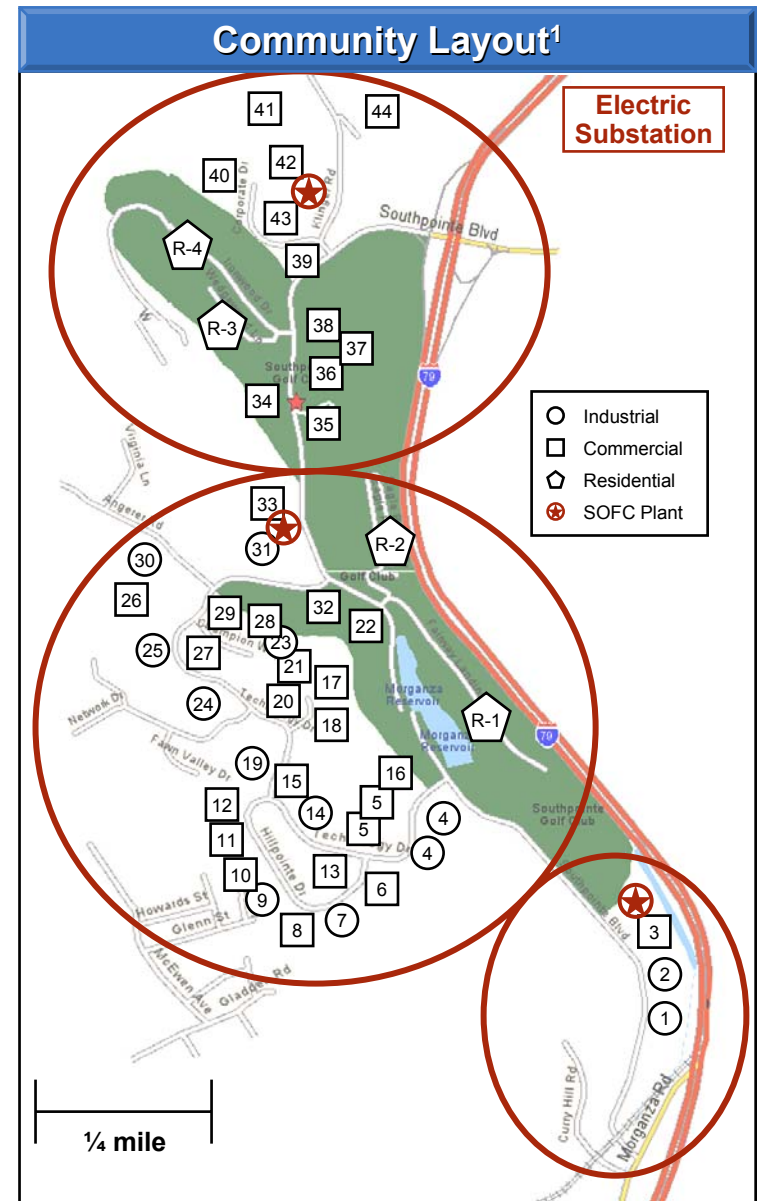 Community Layout1
Electric
Substation
41
44
42
40
Corporate Dr
Klinger Rd
43
Southpointe Blvd
R-4
39
Ironwood Dr
R-3
38
37
W
36
79
Golf C
34
35
Industrial
Commercial
Residential
SOFC Plant
Virginia Ln
Angerer Rd
33
31
R-2
30
Golf Club
26
29
28
32
22
23
25
27
21
17
24
20
Network Dr
18
Morganza
Reservoir
R-1
79
Reservoir
Fawn Valley Dr
19
15
16
12
14
5
4
Southpointe
Golf Club
11
5
Hillpointe Dr
4
10
13
6
9
Howards St
Glenn St
7
8
Southpointe Blvd
3
McEwen Ave
Gladden Rd
2
1
Curry Hill Rd
Morganza Rd
¼ mile